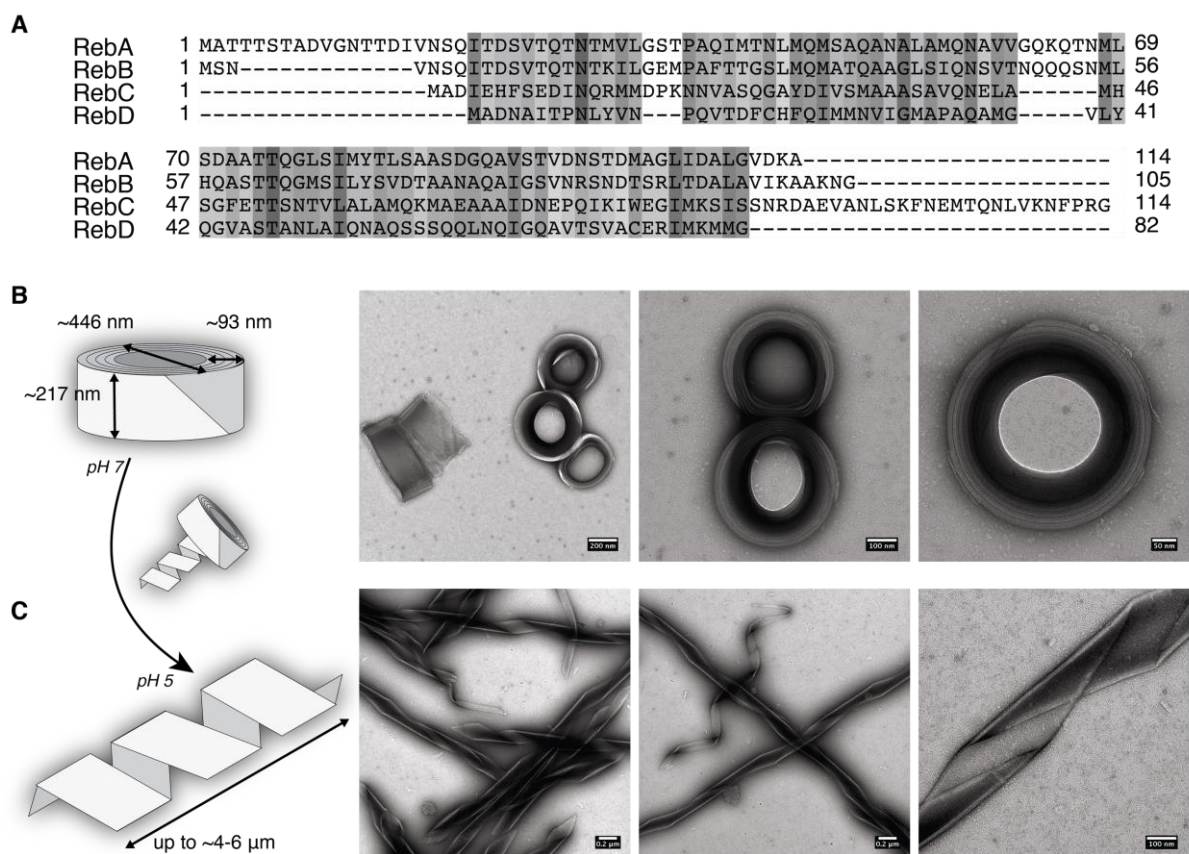 A
RebA 1 MATTTSTADVGNTTDIVNSQITDSVTQTNTMVLGSTPAQIMTNLMQMSAQANALAMQNAVVGQKQTNML 69
RebB 1 MSN-------------VNSQITDSVTQTNTKILGEMPAFTTGSLMQMATQAAGLSIQNSVTNQQQSNML 56
RebC 1 -----------------MADIEHFSEDINQRMMDPKNNVASQGAYDIVSMAAASAVQNELA------MH 46
RebD 1 --------------------MADNAITPNLYVN---PQVTDFCHFQIMMNVIGMAPAQAMG-----VLY 41
RebA 70 SDAATTQGLSIMYTLSAASDGQAVSTVDNSTDMAGLIDALGVDKA----------------------- 114
RebB 57 HQASTTQGMSILYSVDTAANAQAIGSVNRSNDTSRLTDALAVIKAAKNG------------------- 105
RebC 47 SGFETTSNTVLALAMQKMAEAAAIDNEPQIKIWEGIMKSISSNRDAEVANLSKFNEMTQNLVKNFPRG 114
RebD 42 QGVASTANLAIQNAQSSSQQLNQIGQAVTSVACERIMKMMG--------------------------- 82
B
~446 nm ~93 nm
~217 nm
pH 7
200 nm 100 nm 50 nm
C
pH 5
up to ~4-6 µm
0.2 µm 0.2 µm 100 nm